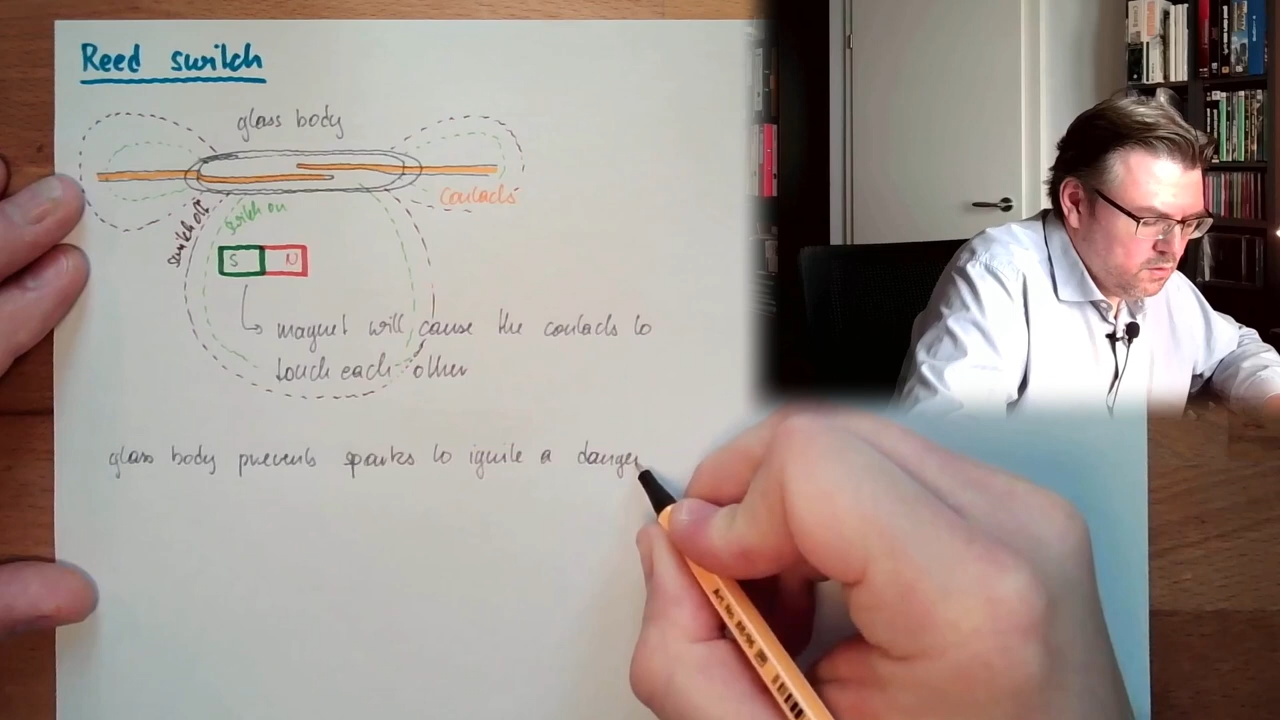 Reed switch
glass body
contacts
switch off
switch on
S N
magnet will cause the contacts to
touch each other
glass body prevents sparks to ignite a danger